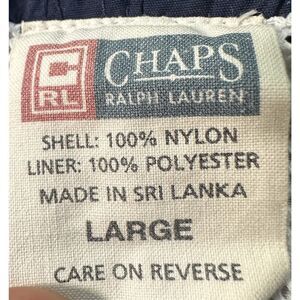 C
RL
CHAPS
RALPH LAUREN
SHELL: 100% NYLON
LINER: 100% POLYESTER
MADE IN SRI LANKA
LARGE
CARE ON REVERSE